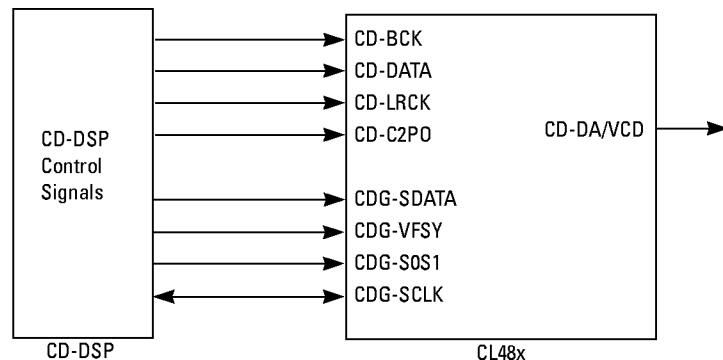 CD-DSP
Control
Signals
CD-DSP
CD-BCK
CD-DATA
CD-LRCK
CD-C2PO
CDG-SDATA
CDG-VFSY
CDG-S0S1
CDG-SCLK
CD-DA/VCD
CL48x